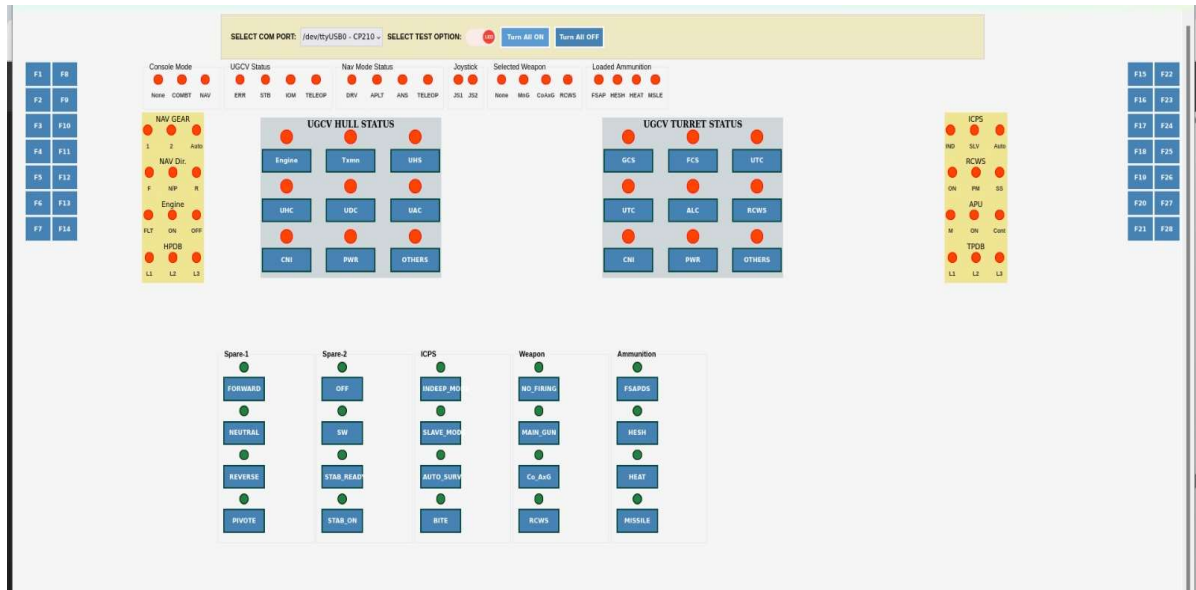 SELECT COM PORT: /dev/ttyUSB0 - CP210 SELECT TEST OPTION: LED Turn All ON Turn All OFF
Console Mode UGCV Status Nav Mode Status Joystick Selected Weapon Loaded Ammunition
None COMBT NAV ERR STB IOM TELEOP DRV APLT ANS TELEOP JS1 JS2 None MnG CoAxG RCWS FSAP HESH HEAT MSLE
F1 F8
F2 F9
F3 F10
F4 F11
F5 F12
F6 F13
F7 F14
NAV GEAR
1 2 Auto
NAV Dir.
F N/P R
Engine
FLT ON OFF
HPDB
L1 L2 L3
UGCV HULL STATUS
Engine Txmn UHS
UHC UDC UAC
CNI PWR OTHERS
UGCV TURRET STATUS
GCS FCS UTC
UTC ALC RCWS
CNI PWR OTHERS
ICPS
IND SLV Auto
RCWS
ON PM SS
APU
M ON Cont
TPDB
L1 L2 L3
F15 F22
F16 F23
F17 F24
F18 F25
F19 F26
F20 F27
F21 F28
Spare-1 Spare-2 ICPS Weapon Ammunition
FORWARD OFF INDEEP_MO NO_FIRING FSAPDS
NEUTRAL SW SLAVE_MOD MAIN_GUN HESH
REVERSE STAB_READY AUTO_SURV Co_AxG HEAT
PIVOTE STAB_ON BITE RCWS MISSILE